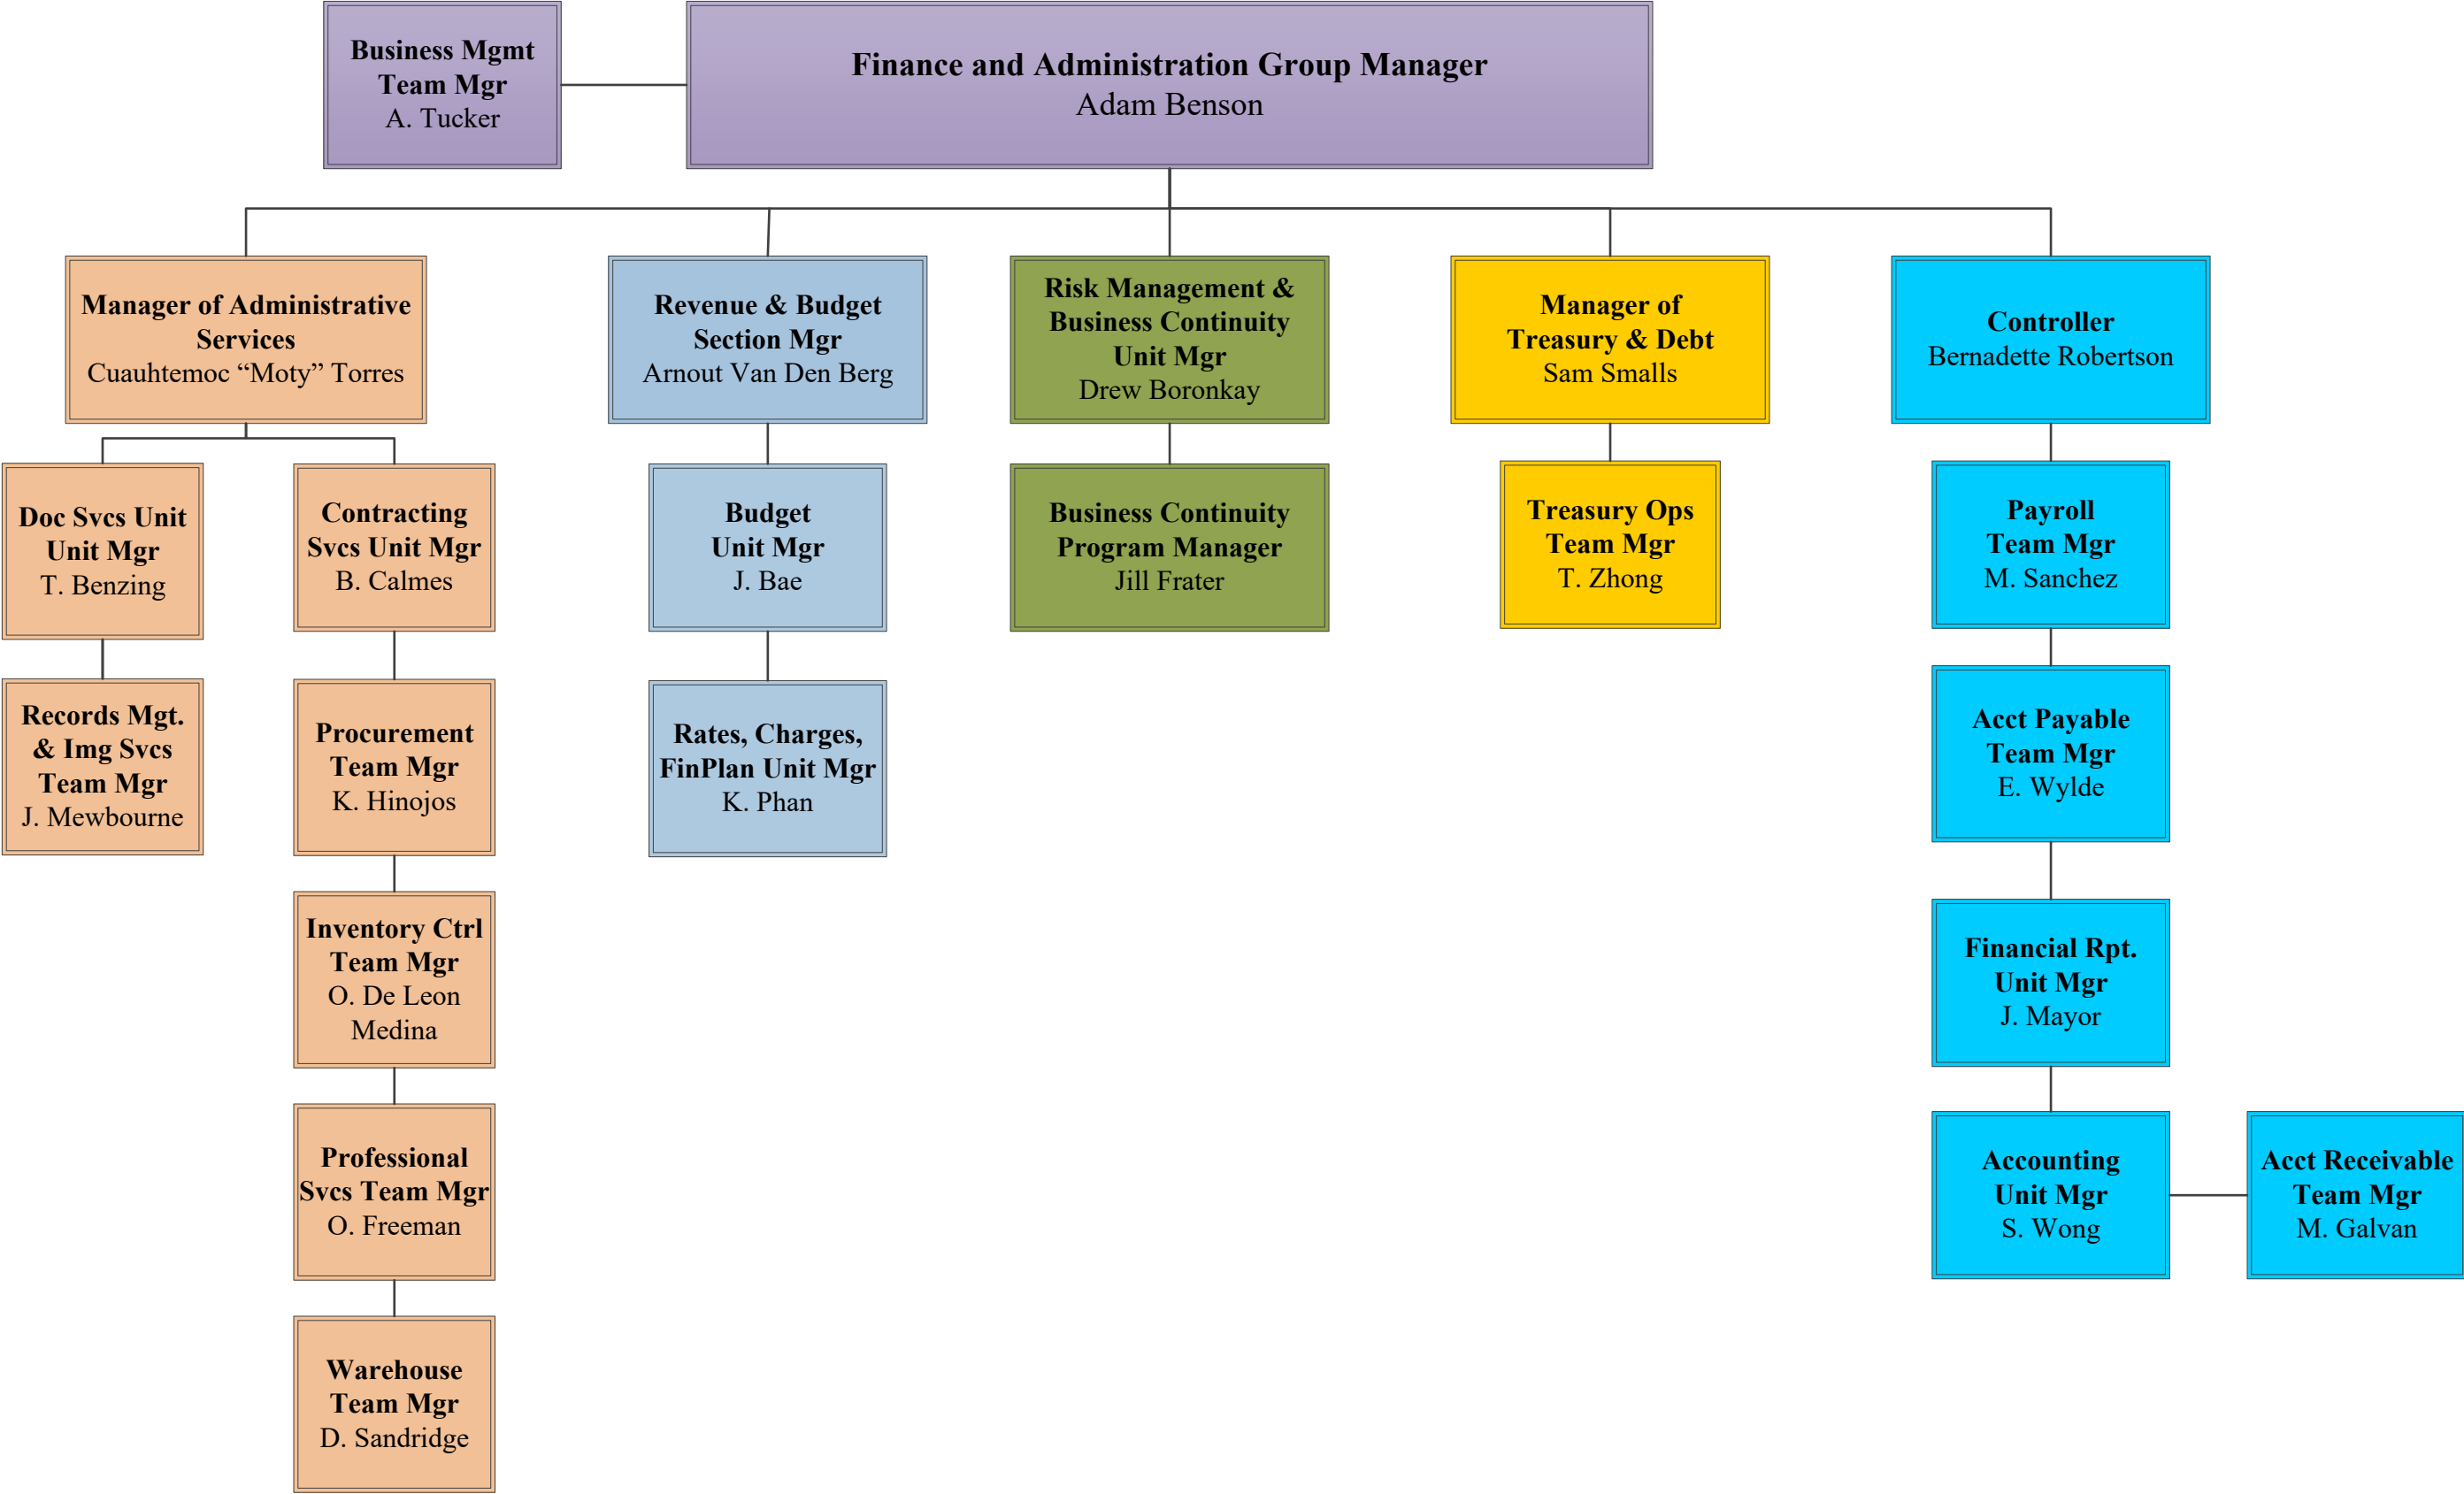 Business Mgmt
Team Mgr
A. Tucker
Finance and Administration Group Manager
Adam Benson
Manager of Administrative
Services
Cuauhtemoc “Moty” Torres
Revenue & Budget
Section Mgr
Arnout Van Den Berg
Risk Management &
Business Continuity
Unit Mgr
Drew Boronkay
Manager of
Treasury & Debt
Sam Smalls
Controller
Bernadette Robertson
Doc Svcs Unit
Unit Mgr
T. Benzing
Contracting
Svcs Unit Mgr
B. Calmes
Budget
Unit Mgr
J. Bae
Business Continuity
Program Manager
Jill Frater
Treasury Ops
Team Mgr
T. Zhong
Payroll
Team Mgr
M. Sanchez
Records Mgt.
& Img Svcs
Team Mgr
J. Mewbourne
Procurement
Team Mgr
K. Hinojos
Rates, Charges,
FinPlan Unit Mgr
K. Phan
Acct Payable
Team Mgr
E. Wylde
Inventory Ctrl
Team Mgr
O. De Leon
Medina
Financial Rpt.
Unit Mgr
J. Mayor
Professional
Svcs Team Mgr
O. Freeman
Accounting
Unit Mgr
S. Wong
Acct Receivable
Team Mgr
M. Galvan
Warehouse
Team Mgr
D. Sandridge